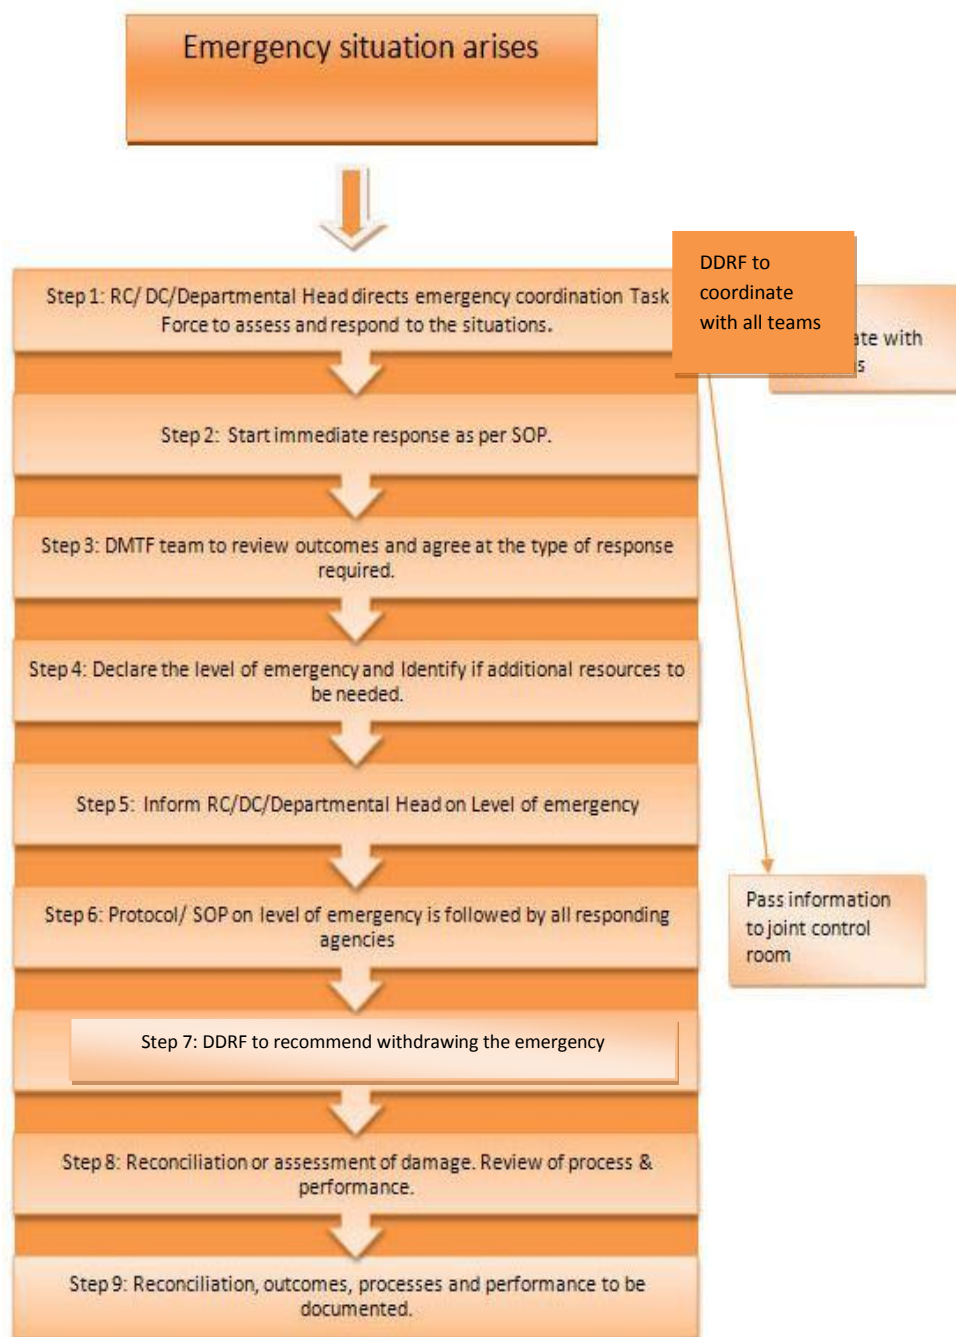 Emergency situation arises
Step 1: RC/ DC/Departmental Head directs emergency coordination Task
Force to assess and respond to the situations.
DDRF to
coordinate
with all teams
with
Step 2: Start immediate response as per SOP.
Step 3: DMTF team to review outcomes and agree at the type of response
required.
Step 4: Declare the level of emergency and Identify if additional resources to
be needed.
Step 5: Inform RC/DC/Departmental Head on Level of emergency
Step 6: Protocol/ SOP on level of emergency is followed by all responding
agencies
Pass information
to joint control
room
Step 7: DDRF to recommend withdrawing the emergency
Step 8: Reconciliation or assessment of damage. Review of process &
performance.
Step 9: Reconciliation, outcomes, processes and performance to be
documented.